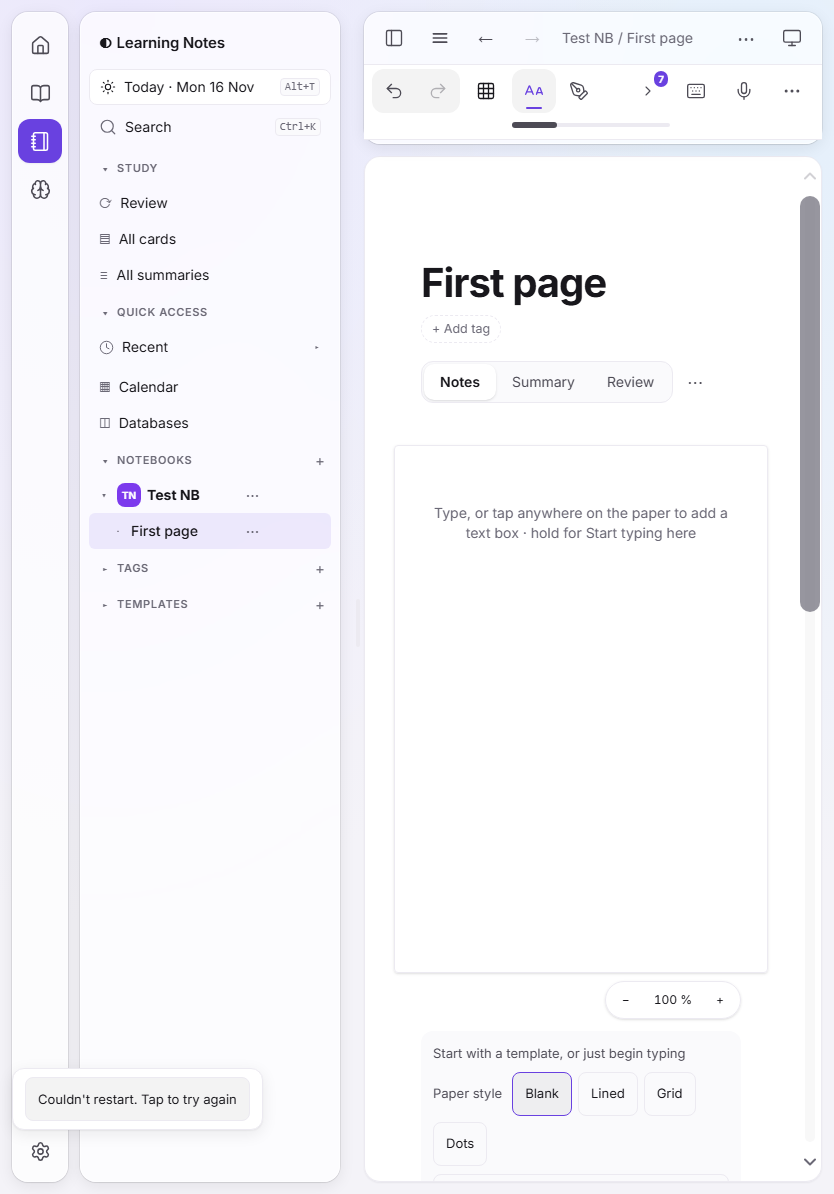 Learning Notes
Today · Mon 16 Nov Alt+T
Search Ctrl+K
STUDY
Review
All cards
All summaries
QUICK ACCESS
Recent
Calendar
Databases
NOTEBOOKS +
TN Test NB ...
· First page ...
TAGS +
TEMPLATES +
Couldn't restart. Tap to try again
← → Test NB / First page ...
AA 7 ...
First page
+ Add tag
Notes Summary Review ...
Type, or tap anywhere on the paper to add a
text box · hold for Start typing here
− 100 % +
Start with a template, or just begin typing
Paper style Blank Lined Grid
Dots